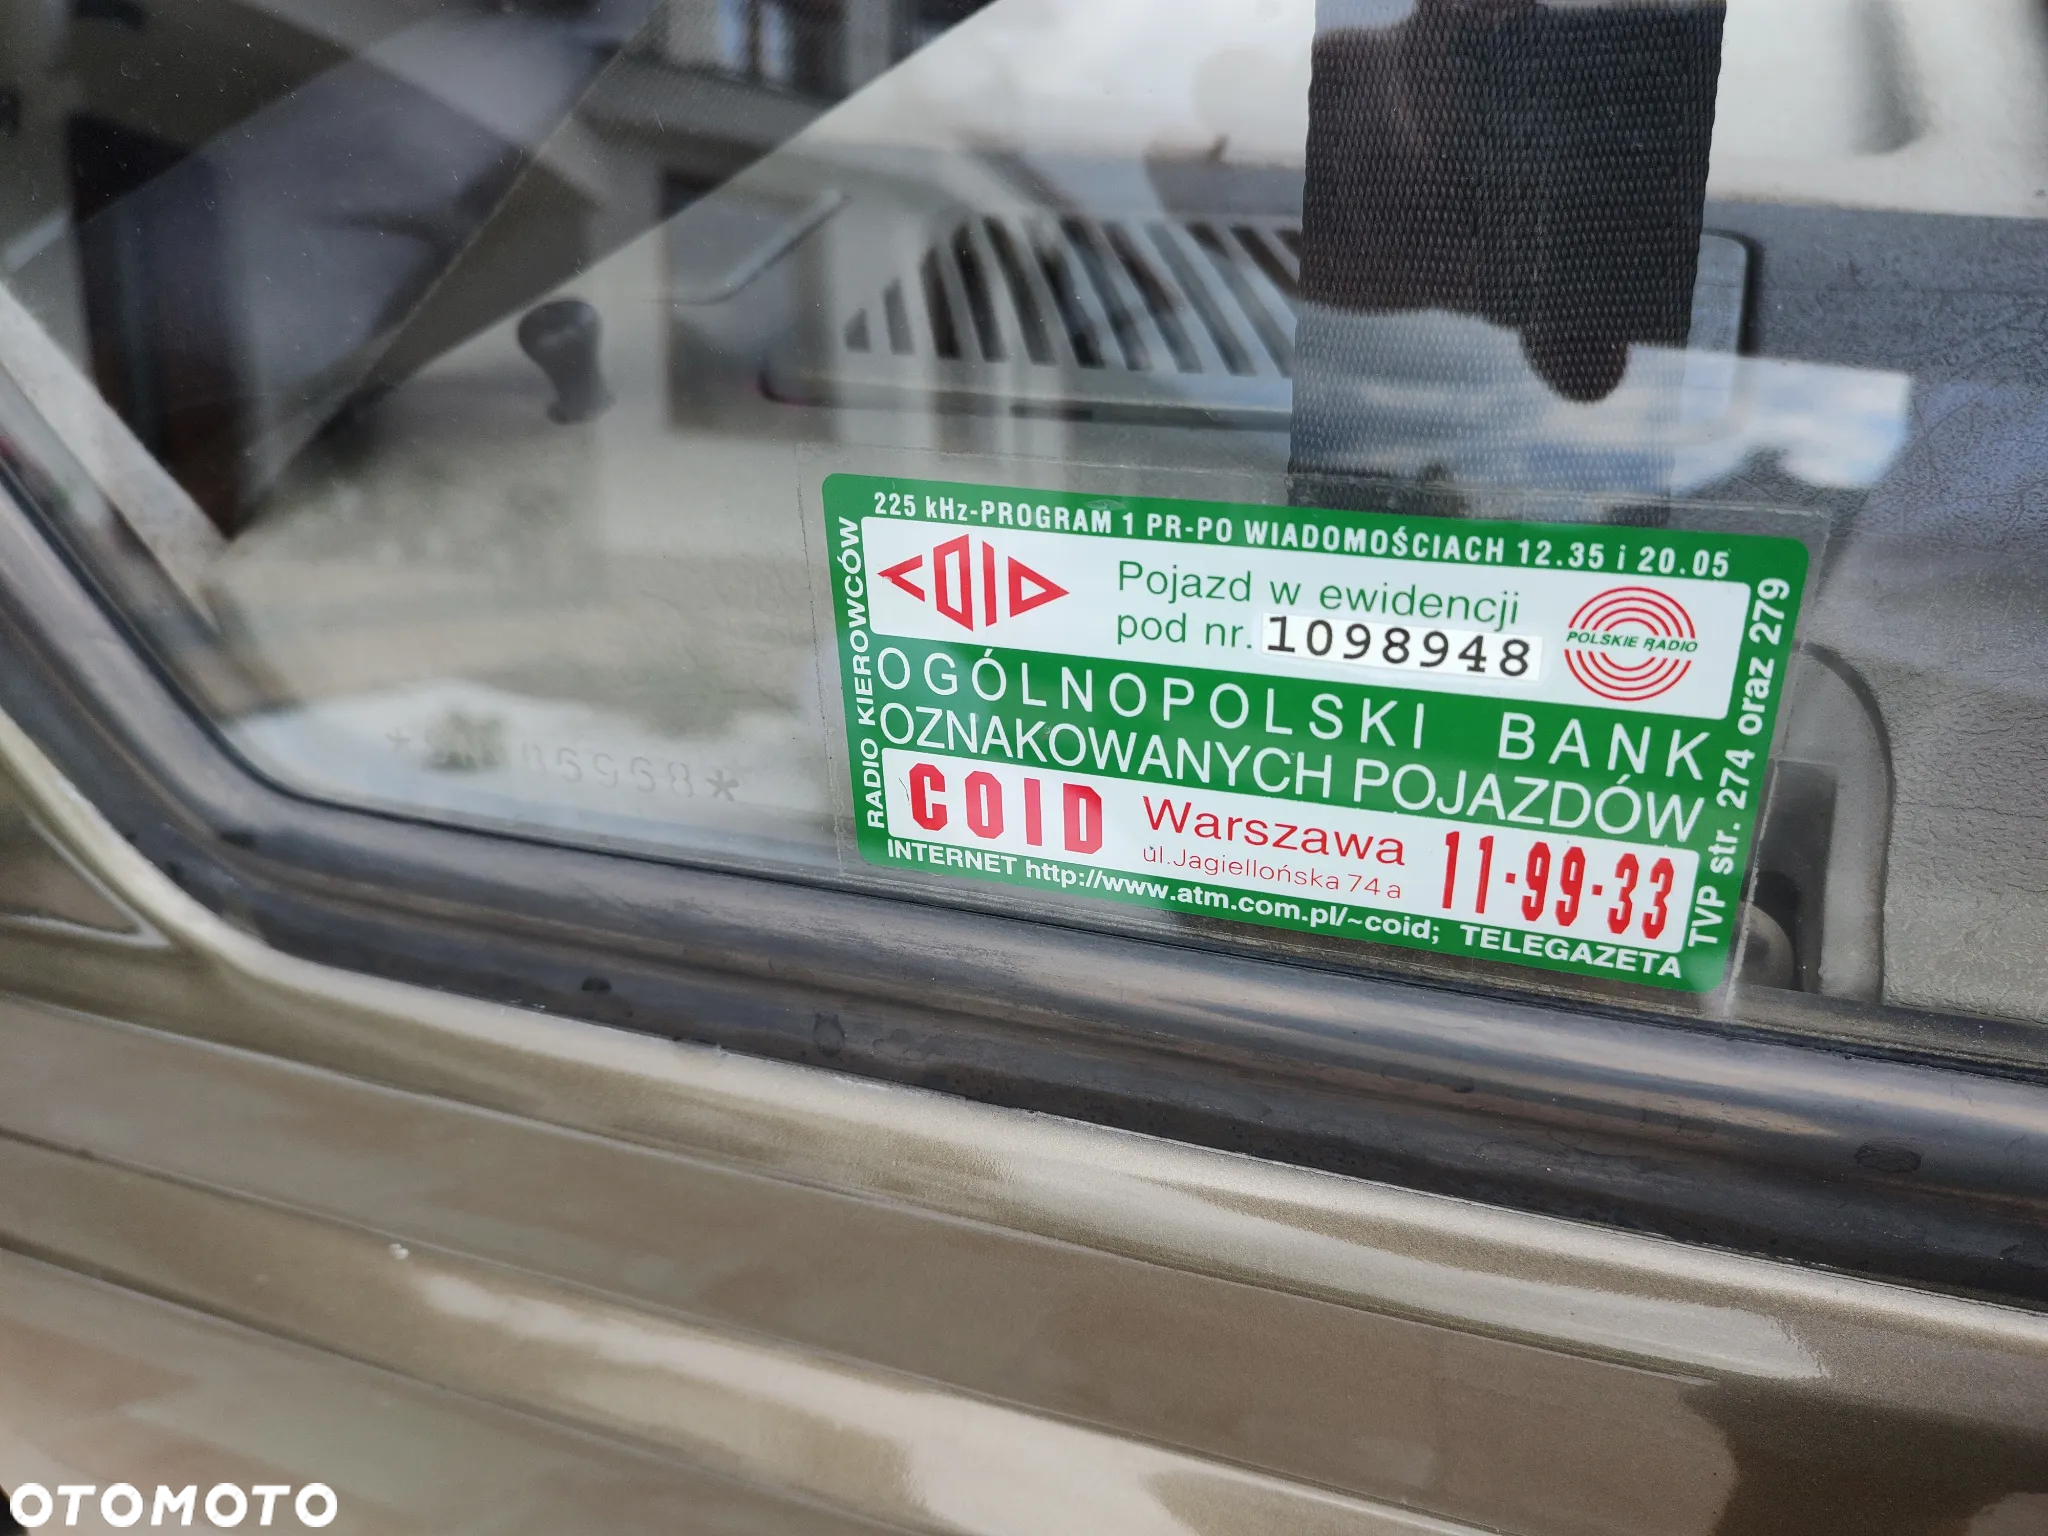 225 kHz-PROGRAM 1 PR-PO WIADOMOŚCIACH 12.35 i 20.05
RADIO KIEROWCÓW
COID
Pojazd w ewidencji
pod nr. 1098948
POLSKIE RADIO
OGÓLNOPOLSKI BANK
OZNAKOWANYCH POJAZDÓW
COID
Warszawa
ul.Jagiellońska 74a
11-99-33
INTERNET http://www.atm.com.pl/~coid; TELEGAZETA
TVP str. 274 oraz 279
OTOMOTO